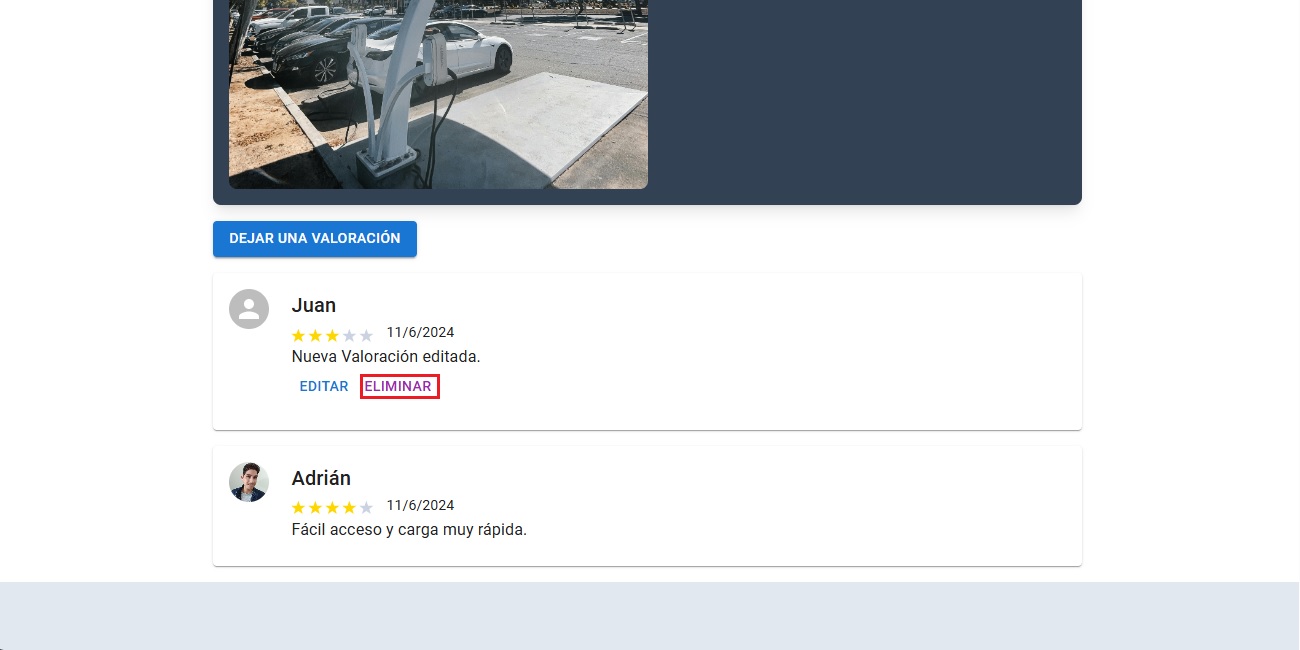 DEJAR UNA VALORACIÓN
Juan
11/6/2024
Nueva Valoración editada.
EDITAR ELIMINAR
Adrián
11/6/2024
Fácil acceso y carga muy rápida.